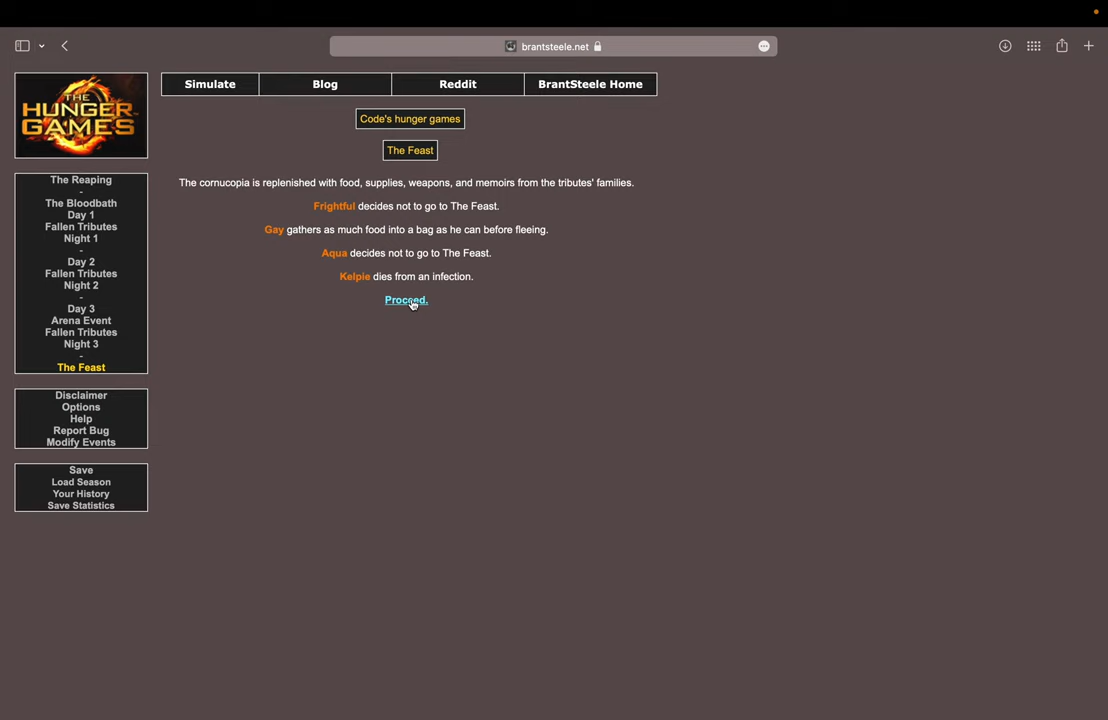 brantsteele.net
THE
HUNGER
GAMES
Simulate
Blog
Reddit
BrantSteele Home
Code's hunger games
The Feast
The cornucopia is replenished with food, supplies, weapons, and memoirs from the tributes' families.
Frightful decides not to go to The Feast.
Gay gathers as much food into a bag as he can before fleeing.
Aqua decides not to go to The Feast.
Kelpie dies from an infection.
Proceed.
The Reaping
-
The Bloodbath
Day 1
Fallen Tributes
Night 1
-
Day 2
Fallen Tributes
Night 2
-
Day 3
Arena Event
Fallen Tributes
Night 3
-
The Feast
Disclaimer
Options
Help
Report Bug
Modify Events
Save
Load Season
Your History
Save Statistics